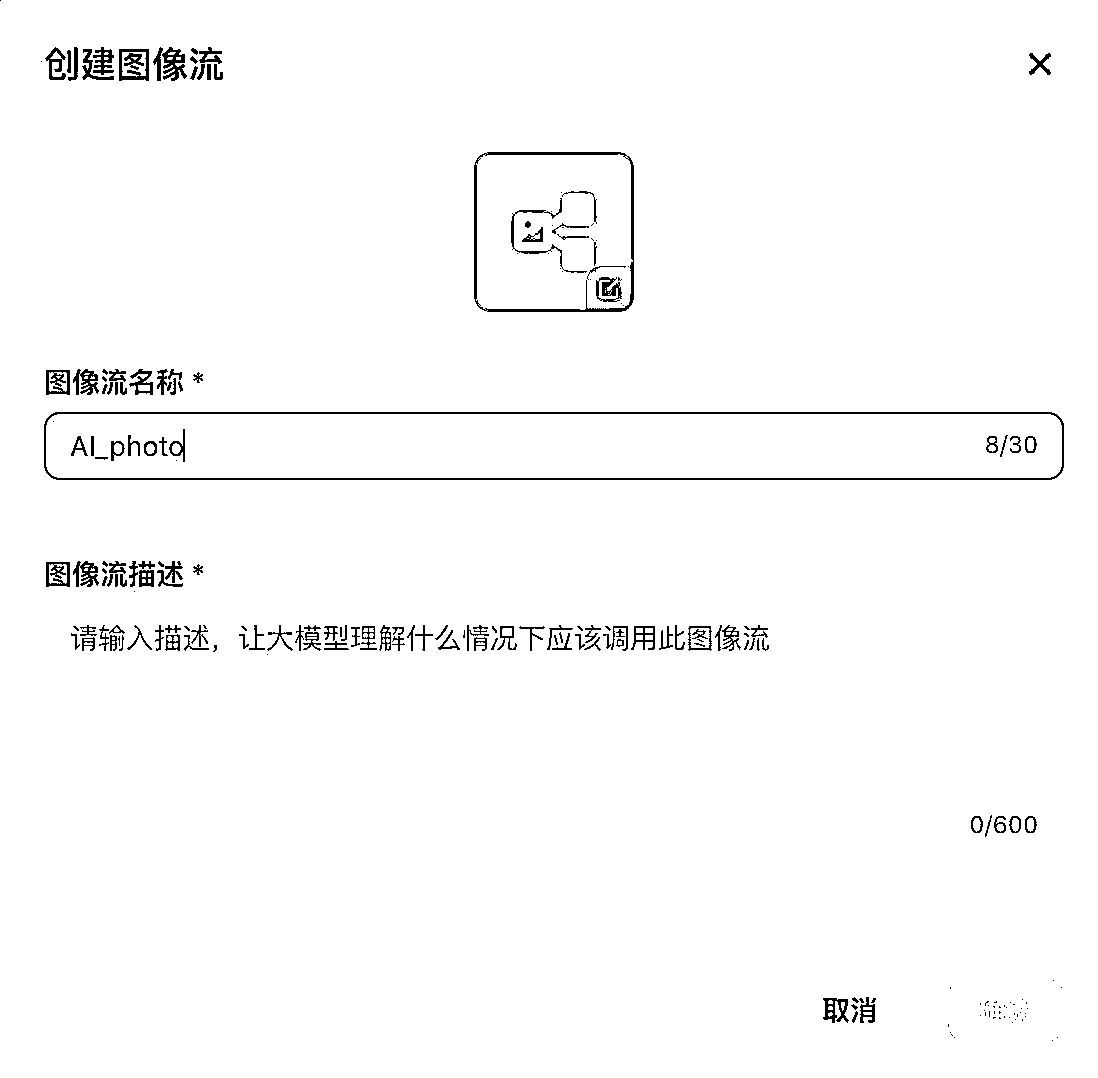 创建图像流
图像流名称 *
AI_photo
8/30
图像流描述 *
请输入描述，让大模型理解什么情况下应该调用此图像流
0/600
取消